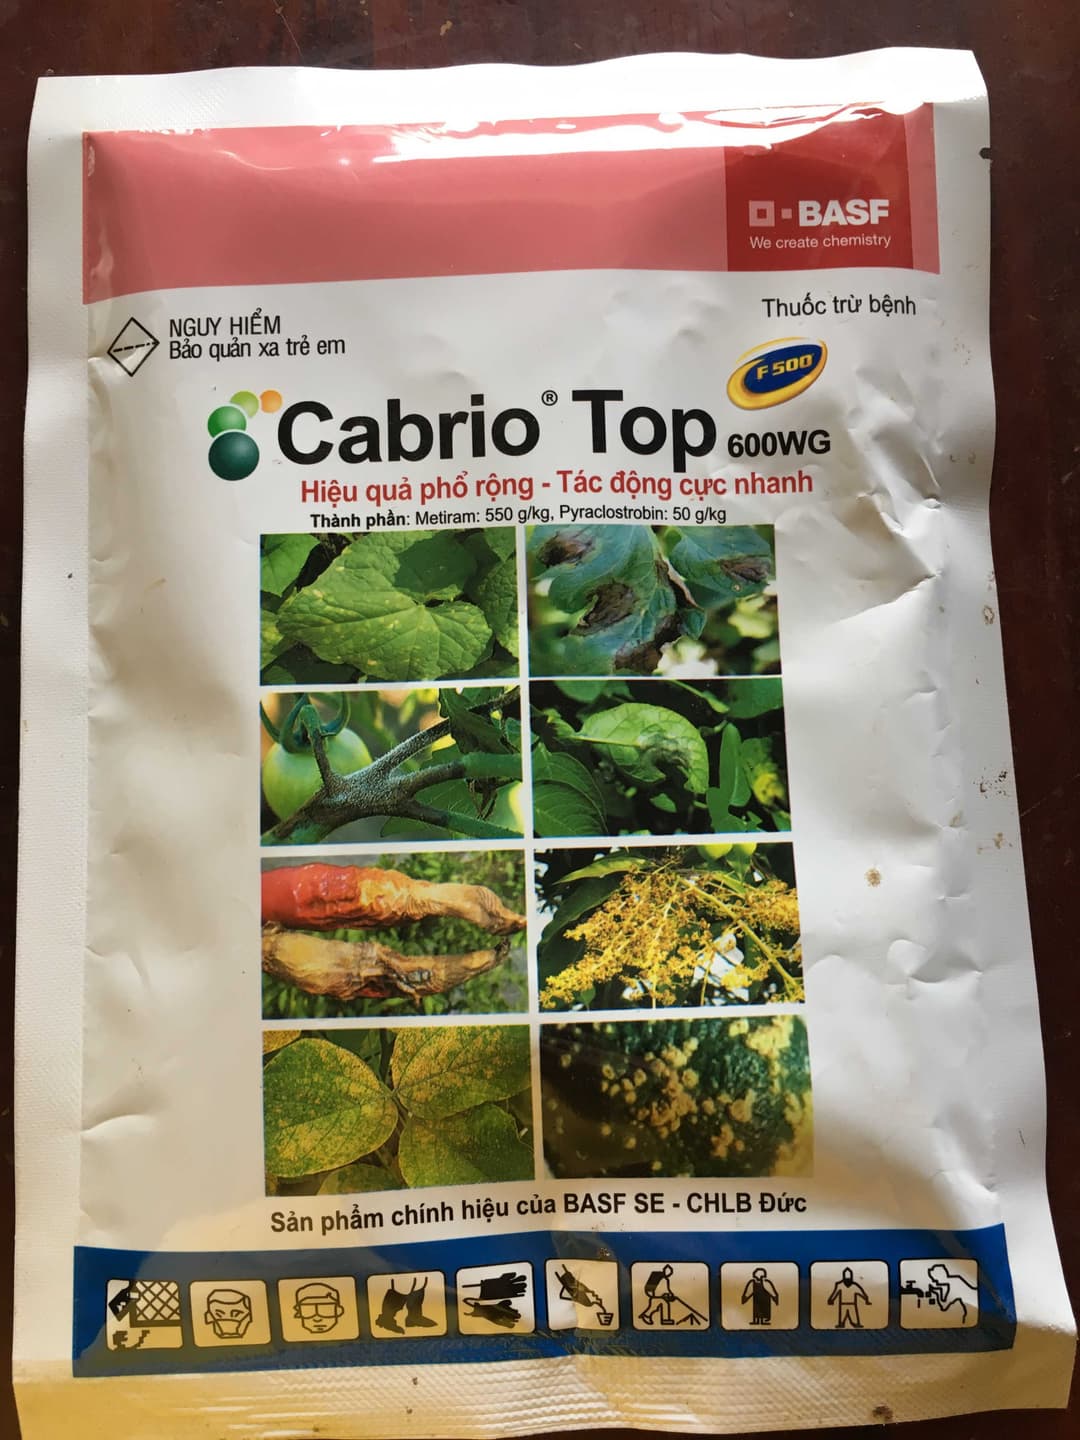 BASF
We create chemistry
NGUY HIỂM
Bảo quản xa trẻ em
Thuốc trừ bệnh
F 500
Cabrio® Top 600WG
Hiệu quả phổ rộng - Tác động cực nhanh
Thành phần: Metiram: 550 g/kg, Pyraclostrobin: 50 g/kg
Sản phẩm chính hiệu của BASF SE - CHLB Đức